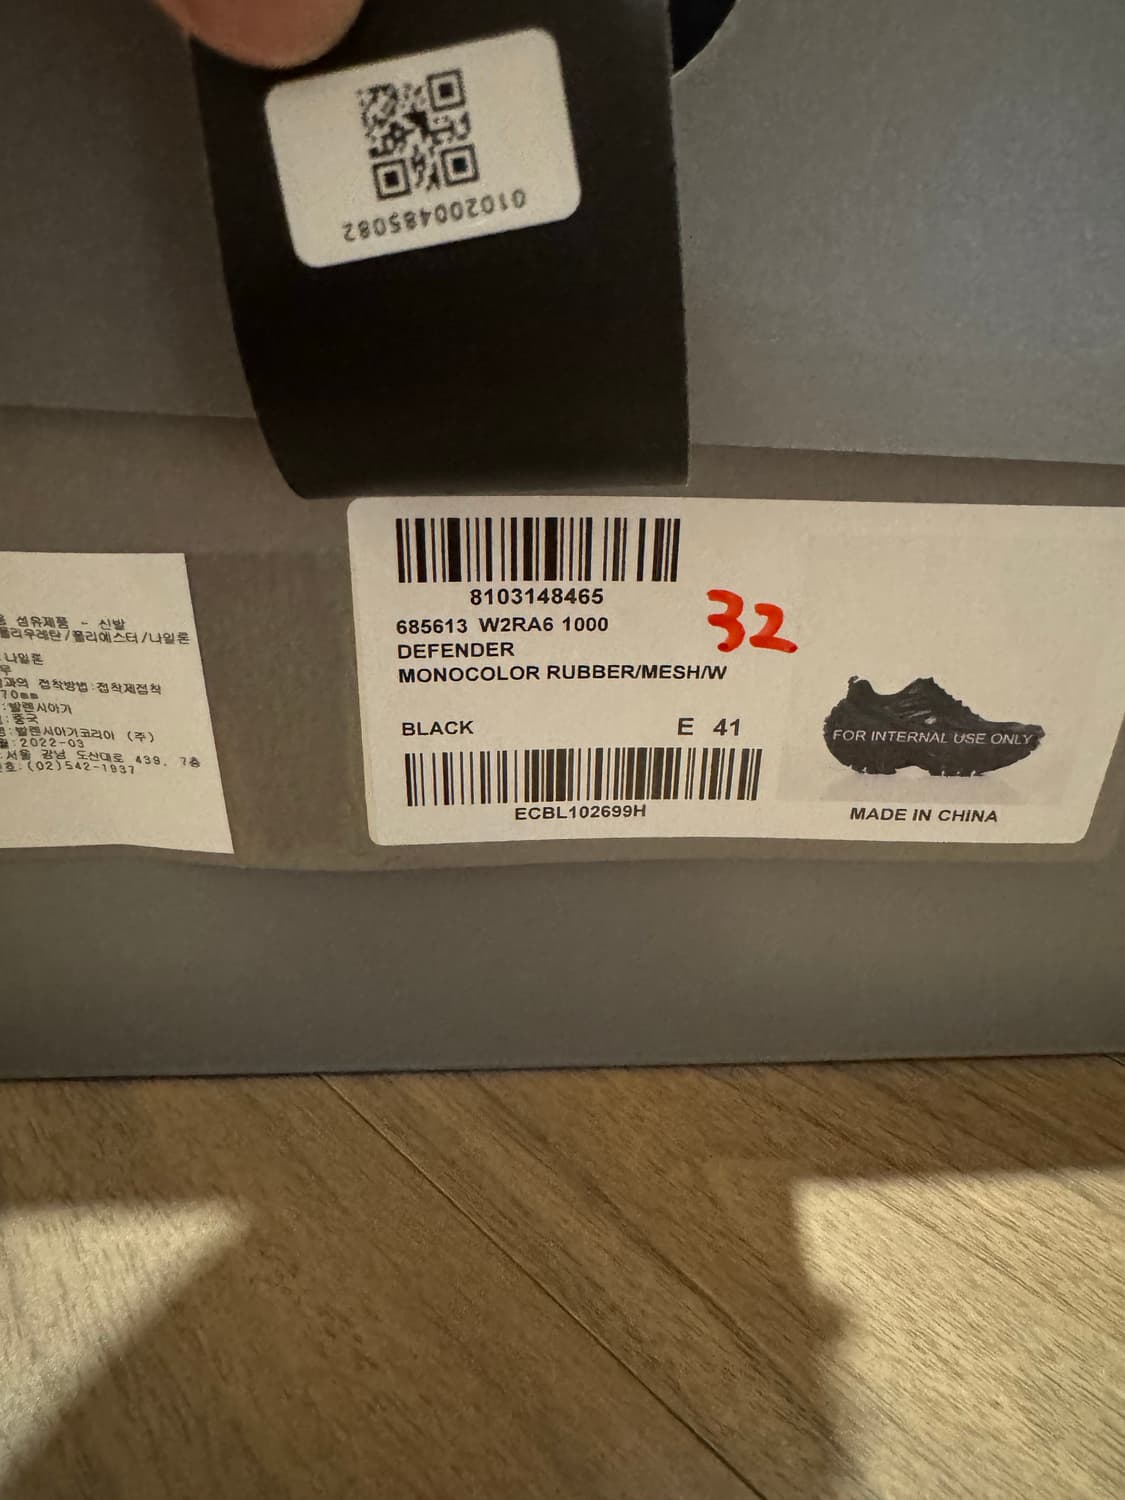 010200485082
8103148465
685613 W2RA6 1000
DEFENDER
MONOCOLOR RUBBER/MESH/W
32
BLACK
E 41
ECBL102699H
FOR INTERNAL USE ONLY
MADE IN CHINA
섬유제품 - 신발
폴리우레탄/폴리에스터/나일론
나일론
접착방법:접착제접착
70mm
:발렌시아가
:중국
:발렌시아가코리아 (주)
:2022-03
서울 강남 도산대로 439, 7층
:(02)542-1937